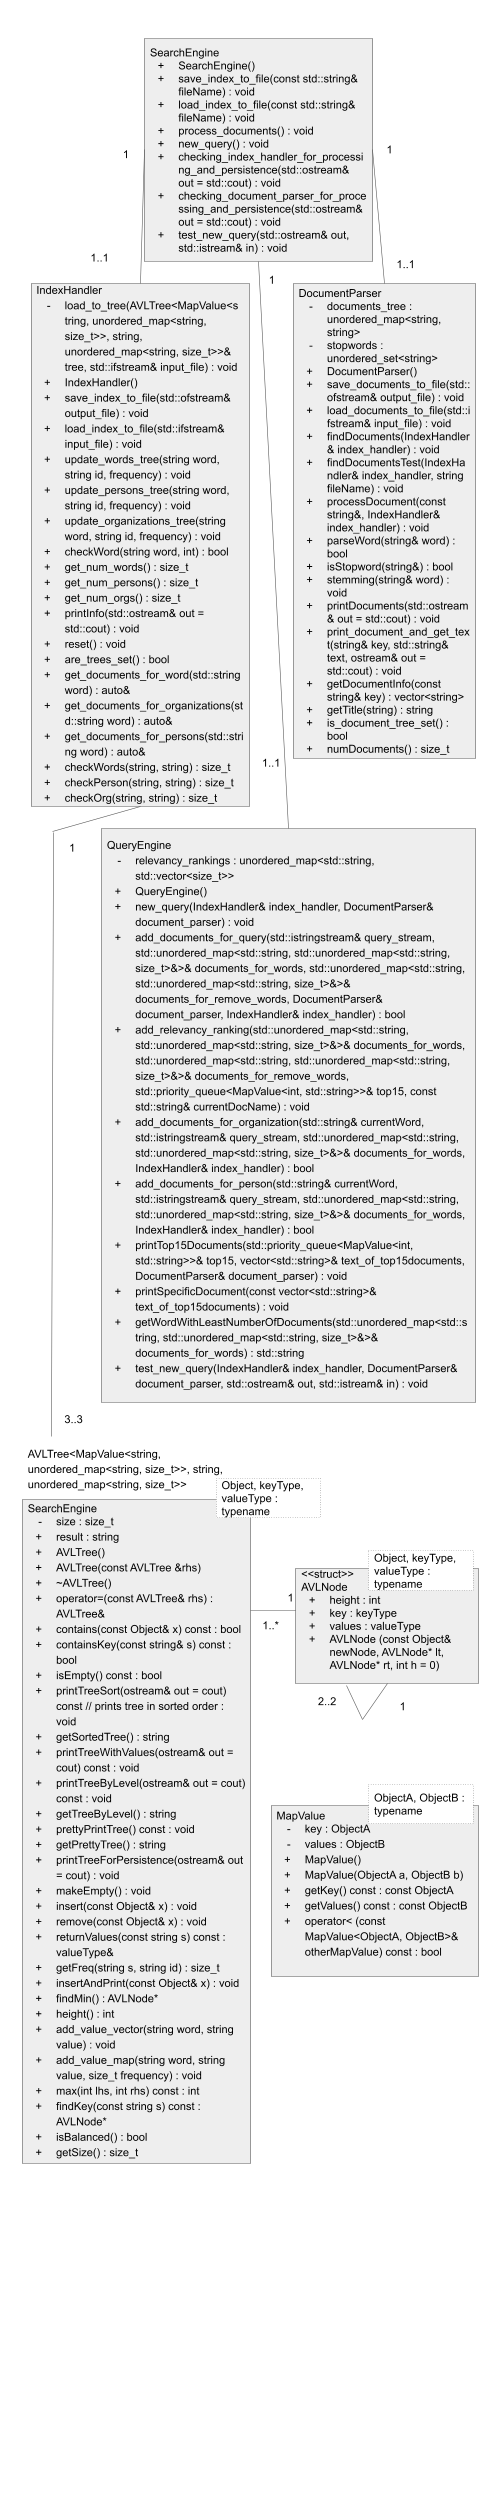 SearchEngine
+ SearchEngine()
+ save_index_to_file(const std::string&
fileName) : void
+ load_index_to_file(const std::string&
fileName) : void
+ process_documents() : void
+ new_query() : void
+ checking_index_handler_for_processi
ng_and_persistence(std::ostream&
out = std::cout) : void
+ checking_document_parser_for_proce
ssing_and_persistence(std::ostream&
out = std::cout) : void
+ test_new_query(std::ostream& out,
std::istream& in) : void
1
1
1..1
1..1
1
IndexHandler
- load_to_tree(AVLTree<MapValue<s
tring, unordered_map<string,
size_t>>, string,
unordered_map<string, size_t>>&
tree, std::ifstream& input_file) : void
+ IndexHandler()
+ save_index_to_file(std::ofstream&
output_file) : void
+ load_index_to_file(std::ifstream&
input_file) : void
+ update_words_tree(string word,
string id, frequency) : void
+ update_persons_tree(string word,
string id, frequency) : void
+ update_organizations_tree(string
word, string id, frequency) : void
+ checkWord(string word, int) : bool
+ get_num_words() : size_t
+ get_num_persons() : size_t
+ get_num_orgs() : size_t
+ printInfo(std::ostream& out =
std::cout) : void
+ reset() : void
+ are_trees_set() : bool
+ get_documents_for_word(std::string
word) : auto&
+ get_documents_for_organizations(st
d::string word) : auto&
+ get_documents_for_persons(std::stri
ng word) : auto&
+ checkWords(string, string) : size_t
+ checkPerson(string, string) : size_t
+ checkOrg(string, string) : size_t
DocumentParser
- documents_tree :
unordered_map<string,
string>
- stopwords :
unordered_set<string>
+ DocumentParser()
+ save_documents_to_file(std::
ofstream& output_file) : void
+ load_documents_to_file(std::i
fstream& input_file) : void
+ findDocuments(IndexHandler
& index_handler) : void
+ findDocumentsTest(IndexHa
ndler& index_handler, string
fileName) : void
+ processDocument(const
string&, IndexHandler&
index_handler) : void
+ parseWord(string& word) :
bool
+ isStopword(string&) : bool
+ stemming(string& word) :
void
+ printDocuments(std::ostream
& out = std::cout) : void
+ print_document_and_get_tex
t(string& key, std::string&
text, ostream& out =
std::cout) : void
+ getDocumentInfo(const
string& key) : vector<string>
+ getTitle(string) : string
+ is_document_tree_set() :
bool
+ numDocuments() : size_t
1..1
1
QueryEngine
- relevancy_rankings : unordered_map<std::string,
std::vector<size_t>>
+ QueryEngine()
+ new_query(IndexHandler& index_handler, DocumentParser&
document_parser) : void
+ add_documents_for_query(std::istringstream& query_stream,
std::unordered_map<std::string, std::unordered_map<std::string,
size_t>&>& documents_for_words, std::unordered_map<std::string,
std::unordered_map<std::string, size_t>&>&
documents_for_remove_words, DocumentParser&
document_parser, IndexHandler& index_handler) : bool
+ add_relevancy_ranking(std::unordered_map<std::string,
std::unordered_map<std::string, size_t>&>& documents_for_words,
std::unordered_map<std::string, std::unordered_map<std::string,
size_t>&>& documents_for_remove_words,
std::priority_queue<MapValue<int, std::string>>& top15, const
std::string& currentDocName) : void
+ add_documents_for_organization(std::string& currentWord,
std::istringstream& query_stream, std::unordered_map<std::string,
std::unordered_map<std::string, size_t>&>& documents_for_words,
IndexHandler& index_handler) : bool
+ add_documents_for_person(std::string& currentWord,
std::istringstream& query_stream, std::unordered_map<std::string,
std::unordered_map<std::string, size_t>&>& documents_for_words,
IndexHandler& index_handler) : bool
+ printTop15Documents(std::priority_queue<MapValue<int,
std::string>>& top15, vector<std::string>& text_of_top15documents,
DocumentParser& document_parser) : void
+ printSpecificDocument(const vector<std::string>&
text_of_top15documents) : void
+ getWordWithLeastNumberOfDocuments(std::unordered_map<std::s
tring, std::unordered_map<std::string, size_t>&>&
documents_for_words) : std::string
+ test_new_query(IndexHandler& index_handler, DocumentParser&
document_parser, std::ostream& out, std::istream& in) : void
3..3
AVLTree<MapValue<string,
unordered_map<string, size_t>>, string,
unordered_map<string, size_t>>
Object, keyType,
valueType :
typename
SearchEngine
- size : size_t
+ result : string
+ AVLTree()
+ AVLTree(const AVLTree &rhs)
+ ~AVLTree()
+ operator=(const AVLTree& rhs) :
AVLTree&
+ contains(const Object& x) const : bool
+ containsKey(const string& s) const :
bool
+ isEmpty() const : bool
+ printTreeSort(ostream& out = cout)
const // prints tree in sorted order :
void
+ getSortedTree() : string
+ printTreeWithValues(ostream& out =
cout) const : void
+ printTreeByLevel(ostream& out = cout)
const : void
+ getTreeByLevel() : string
+ prettyPrintTree() const : void
+ getPrettyTree() : string
+ printTreeForPersistence(ostream& out
= cout) : void
+ makeEmpty() : void
+ insert(const Object& x) : void
+ remove(const Object& x) : void
+ returnValues(const string s) const :
valueType&
+ getFreq(string s, string id) : size_t
+ insertAndPrint(const Object& x) : void
+ findMin() : AVLNode*
+ height() : int
+ add_value_vector(string word, string
value) : void
+ add_value_map(string word, string
value, size_t frequency) : void
+ max(int lhs, int rhs) const : int
+ findKey(const string s) const :
AVLNode*
+ isBalanced() : bool
+ getSize() : size_t
1
1..*
Object, keyType,
valueType :
typename
<<struct>>
AVLNode
+ height : int
+ key : keyType
+ values : valueType
+ AVLNode (const Object&
newNode, AVLNode* lt,
AVLNode* rt, int h = 0)
2..2
1
ObjectA, ObjectB :
typename
MapValue
- key : ObjectA
- values : ObjectB
+ MapValue()
+ MapValue(ObjectA a, ObjectB b)
+ getKey() const : const ObjectA
+ getValues() const : const ObjectB
+ operator< (const
MapValue<ObjectA, ObjectB>&
otherMapValue) const : bool